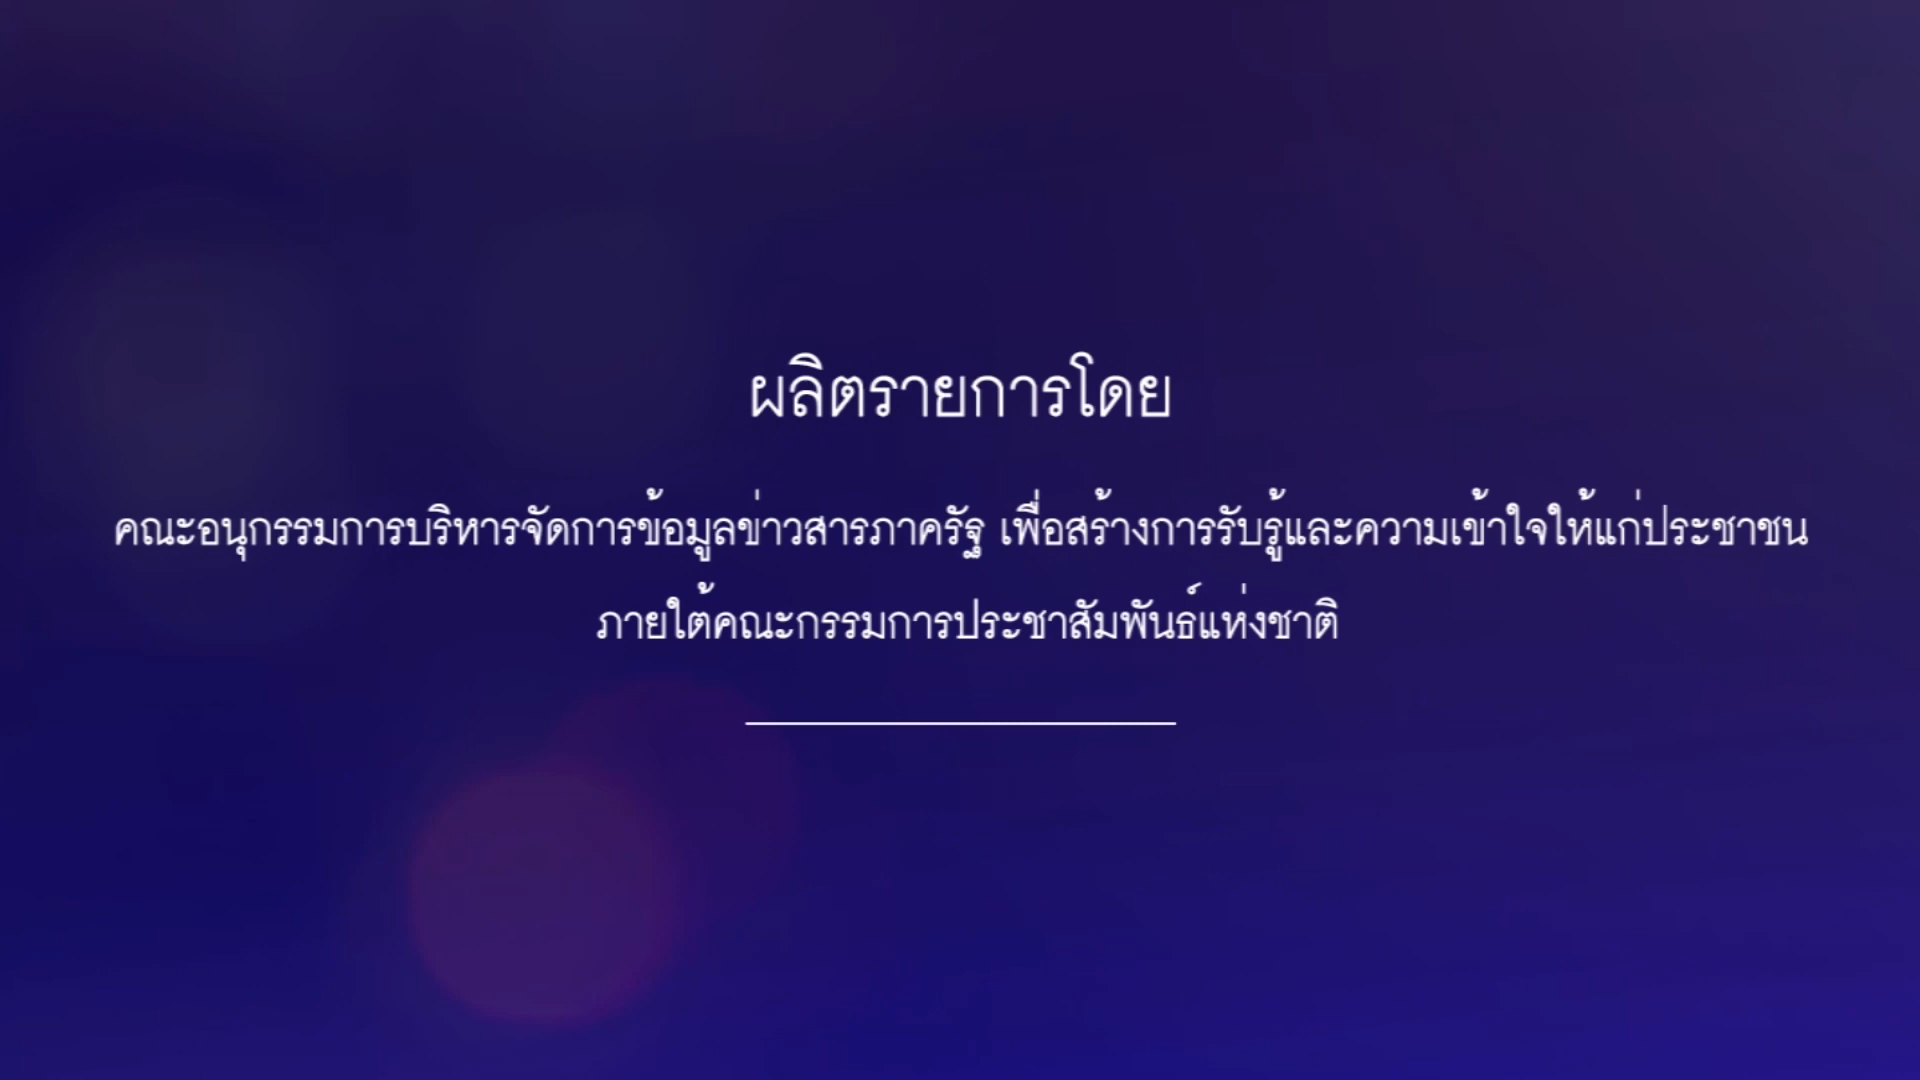 ผลิตรายการโดย
คณะอนุกรรมการบริหารจัดการข้อมูลข่าวสารภาครัฐ เพื่อสร้างการรับรู้และความเข้าใจให้แก่ประชาชน
ภายใต้คณะกรรมการประชาสัมพันธ์แห่งชาติ